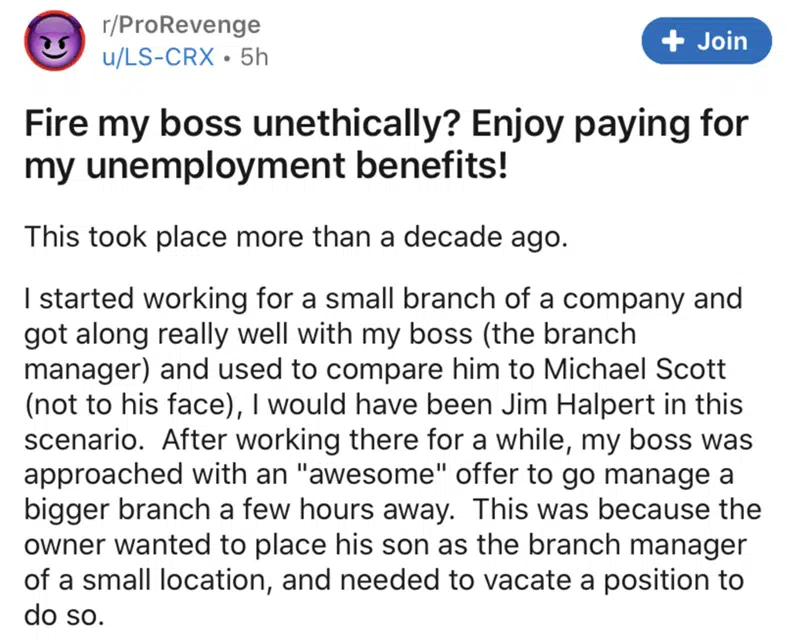 r/ProRevenge
u/LS-CRX • 5h
+ Join
Fire my boss unethically? Enjoy paying for
my unemployment benefits!
This took place more than a decade ago.
I started working for a small branch of a company and
got along really well with my boss (the branch
manager) and used to compare him to Michael Scott
(not to his face), I would have been Jim Halpert in this
scenario.  After working there for a while, my boss was
approached with an "awesome" offer to go manage a
bigger branch a few hours away.  This was because the
owner wanted to place his son as the branch manager
of a small location, and needed to vacate a position to
do so.